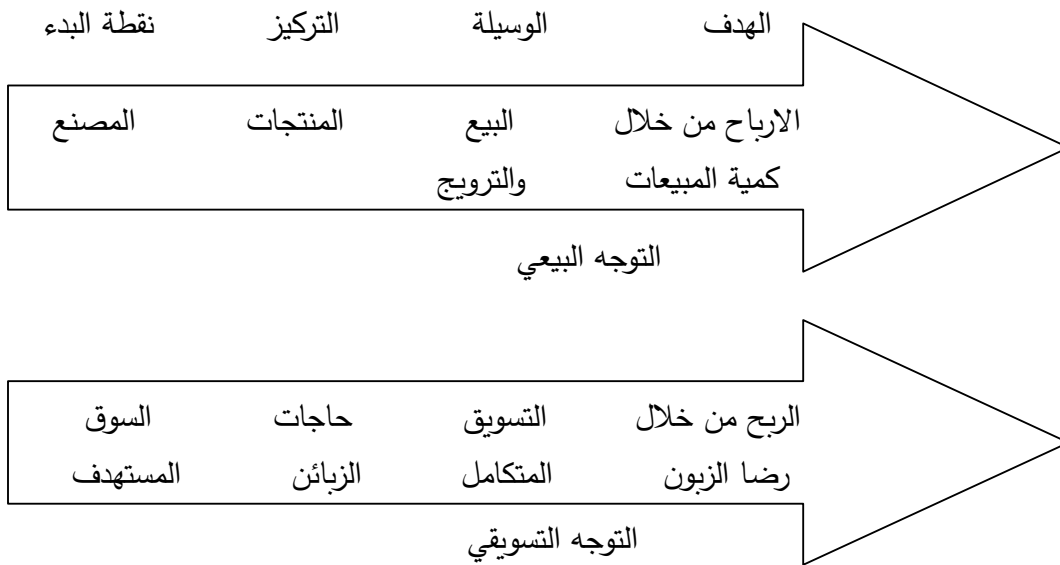 الهدف الوسيلة التركيز نقطة البدء
الارباح من خلال البيع المنتجات المصنع
كمية المبيعات والترويج
التوجه البيعي
الربح من خلال التسويق حاجات السوق
رضا الزبون المتكامل الزبائن المستهدف
التوجه التسويقي